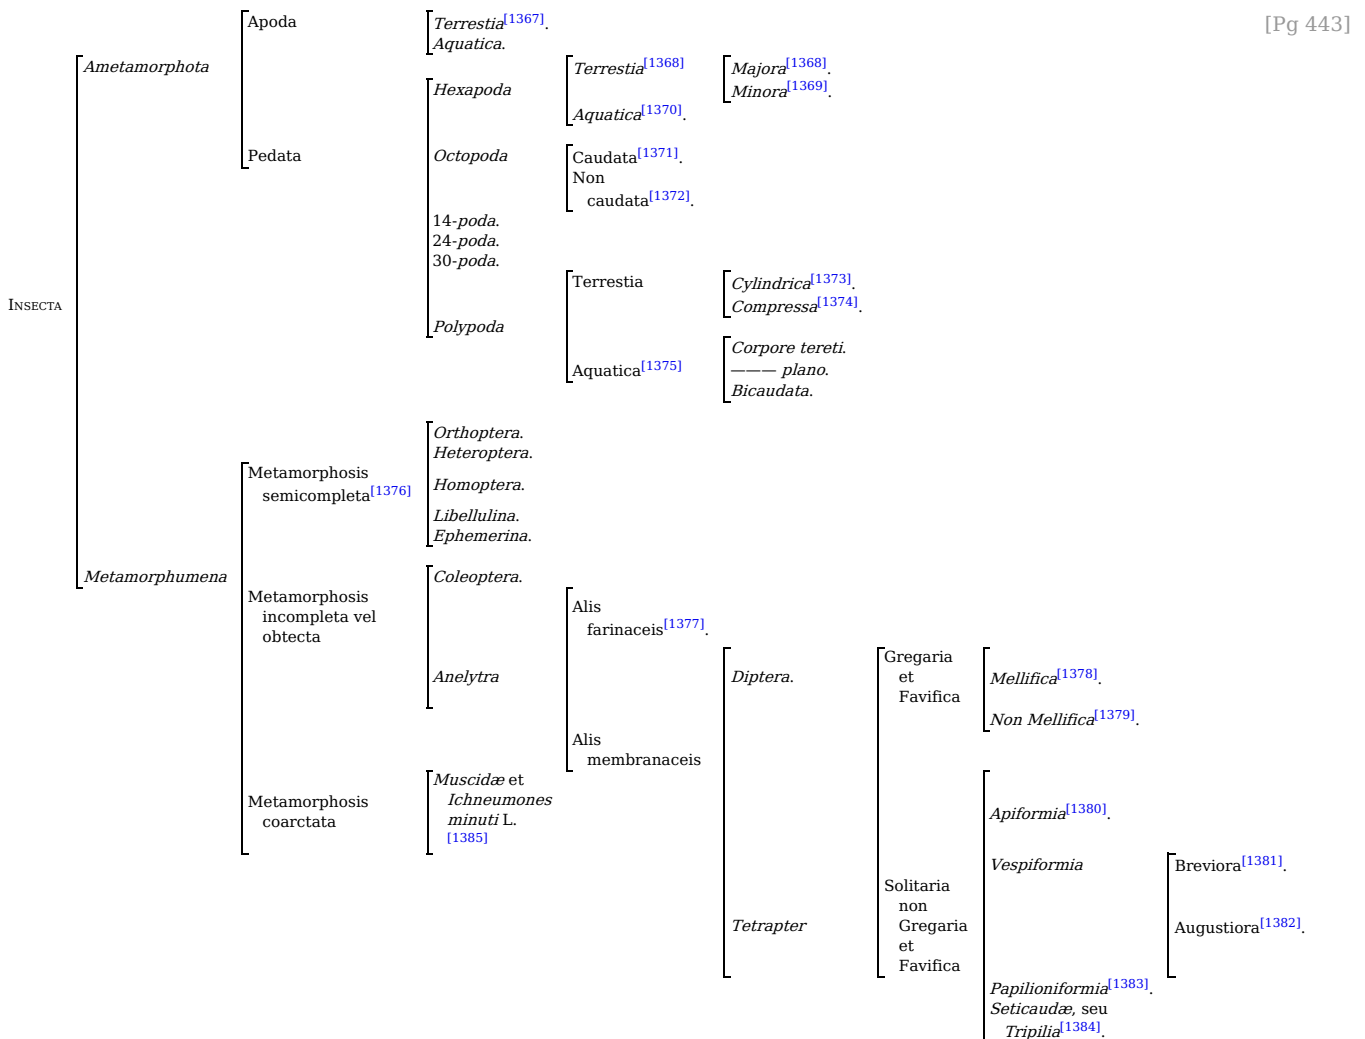 [Pg 443]
Insecta
Ametamorphota
Apoda
Terrestia[1367].
Aquatica.
Pedata
Hexapoda
Terrestia[1368]
Majora[1368].
Minora[1369].
Aquatica[1370].
Octopoda
Caudata[1371].
Non
caudata[1372].
14-poda.
24-poda.
30-poda.
Polypoda
Terrestia
Cylindrica[1373].
Compressa[1374].
Aquatica[1375]
Corpore tereti.
——— plano.
Bicaudata.
Metamorphumena
Metamorphosis
semicompleta[1376]
Orthoptera.
Heteroptera.
Homoptera.
Libellulina.
Ephemerina.
Metamorphosis
incompleta vel
obtecta
Coleoptera.
Anelytra
Alis
farinaceis[1377].
Alis
membranaceis
Diptera.
Tetrapter
Gregaria
et
Favifica
Mellifica[1378].
Non Mellifica[1379].
Solitaria
non
Gregaria
et
Favifica
Apiformia[1380].
Vespiformia
Breviora[1381].
Augustiora[1382].
Papilioniformia[1383].
Seticaudæ, seu
Tripilia[1384].
Metamorphosis
coarctata
Muscidæ et
Ichneumones
minuti L.
[1385]